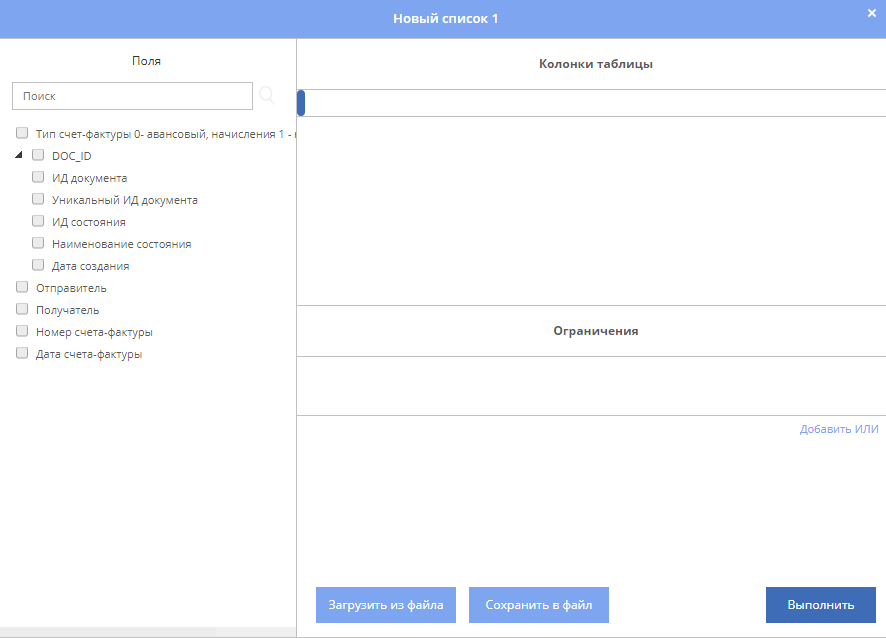 Новый список 1
×
Поля
Поиск
Тип счет-фактуры 0- авансовый, начисления 1 -
DOC_ID
ИД документа
Уникальный ИД документа
ИД состояния
Наименование состояния
Дата создания
Отправитель
Получатель
Номер счета-фактуры
Дата счета-фактуры
Колонки таблицы
Ограничения
Добавить ИЛИ
Загрузить из файла
Сохранить в файл
Выполнить